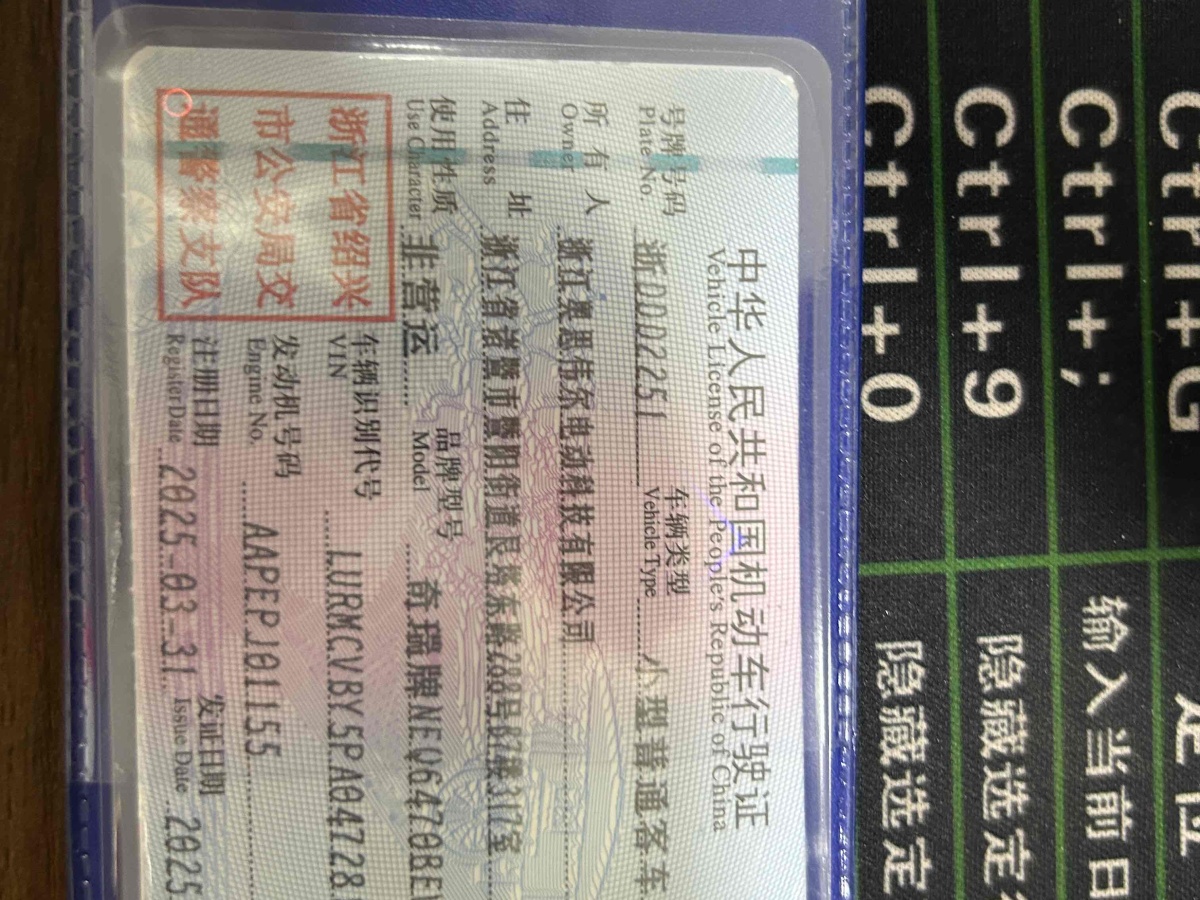 中华人民共和国机动车行驶证
Vehicle License of the People's Republic of China
号牌号码 浙D0D2251 车辆类型 小型普通客车
Plate No. Vehicle Type
所有人 浙江奥思伟尔电动科技有限公司
Owner
住址 浙江省诸暨市暨阳街道民裕东路288号67楼317室
Address
使用性质 非营运 品牌型号 奇瑞牌NEQ6470BE
Use Character Model
浙江省绍兴
市公安局交
通警察支队
车辆识别代号 LURMCVBY5PA04728
VIN
发动机号码 AAPEPJ01155
Engine No.
注册日期 2025-03-31 发证日期 2025
Register Date Issue Date
Ctrl+G
Ctrl+; 输入当前日
Ctrl+9 隐藏选定
Ctrl+0 隐藏选定